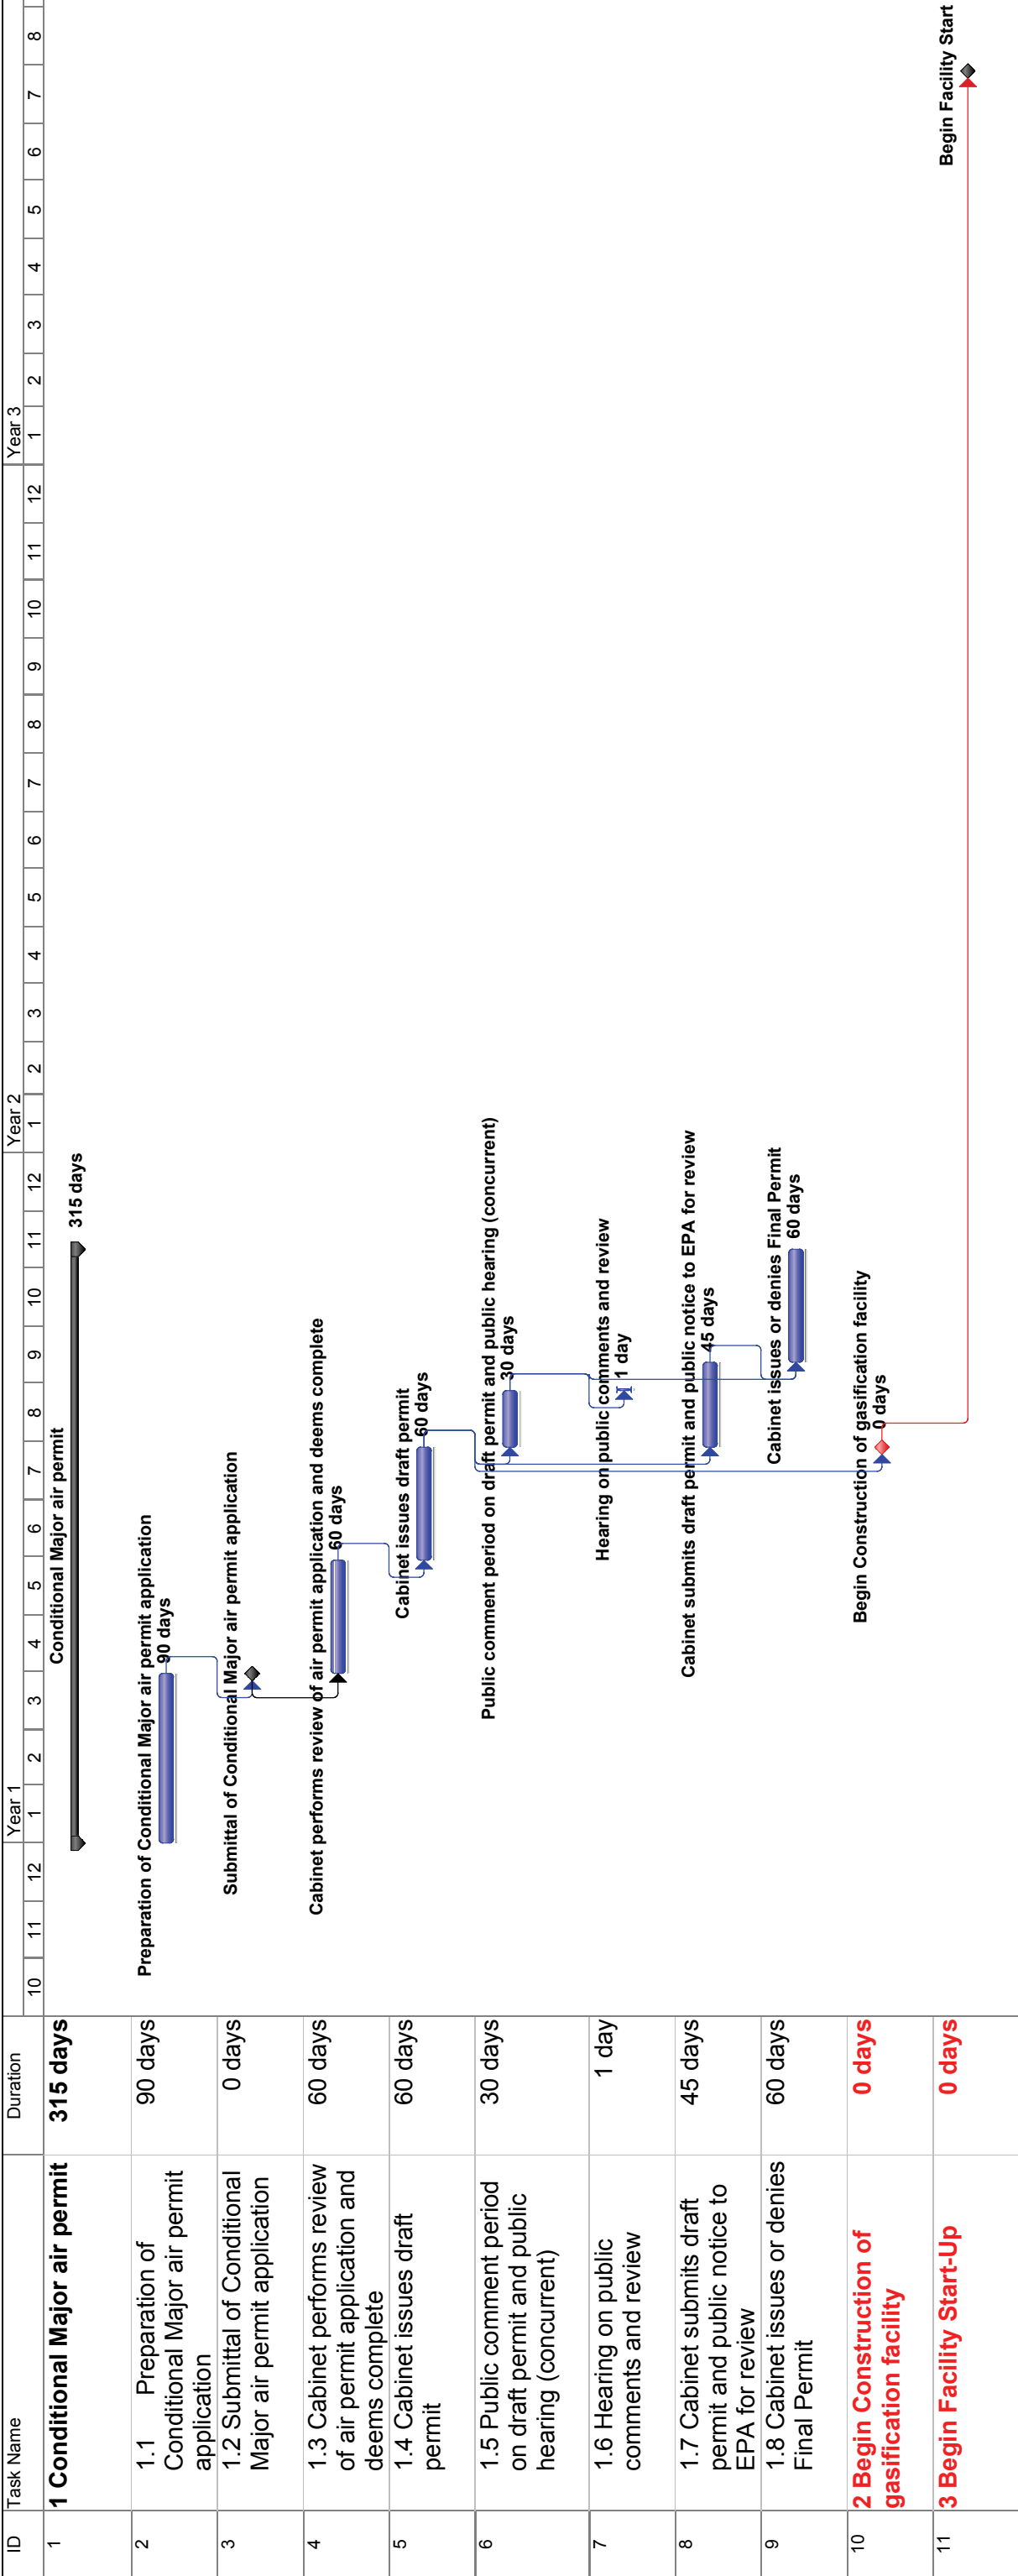 ID Task Name Duration Year 1 Year 2 Year 3
10 11 12 1 2 3 4 5 6 7 8 9 10 11 12 1 2 3 4 5 6 7 8 9 10 11 12 1 2 3 4 5 6 7 8
1 1 Conditional Major air permit 315 days
Conditional Major air permit
315 days
2 1.1 Preparation of 90 days
Conditional Major air permit
application
Preparation of Conditional Major air permit application
90 days
3 1.2 Submittal of Conditional 0 days
Major air permit application
Submittal of Conditional Major air permit application
4 1.3 Cabinet performs review 60 days
of air permit application and
deems complete
Cabinet performs review of air permit application and deems complete
60 days
5 1.4 Cabinet issues draft 60 days
permit
Cabinet issues draft permit
60 days
6 1.5 Public comment period 30 days
on draft permit and public
hearing (concurrent)
Public comment period on draft permit and public hearing (concurrent)
30 days
7 1.6 Hearing on public 1 day
comments and review
Hearing on public comments and review
1 day
8 1.7 Cabinet submits draft 45 days
permit and public notice to
EPA for review
Cabinet submits draft permit and public notice to EPA for review
45 days
9 1.8 Cabinet issues or denies 60 days
Final Permit
Cabinet issues or denies Final Permit
60 days
10 2 Begin Construction of 0 days
gasification facility
Begin Construction of gasification facility
0 days
11 3 Begin Facility Start-Up 0 days
Begin Facility Start